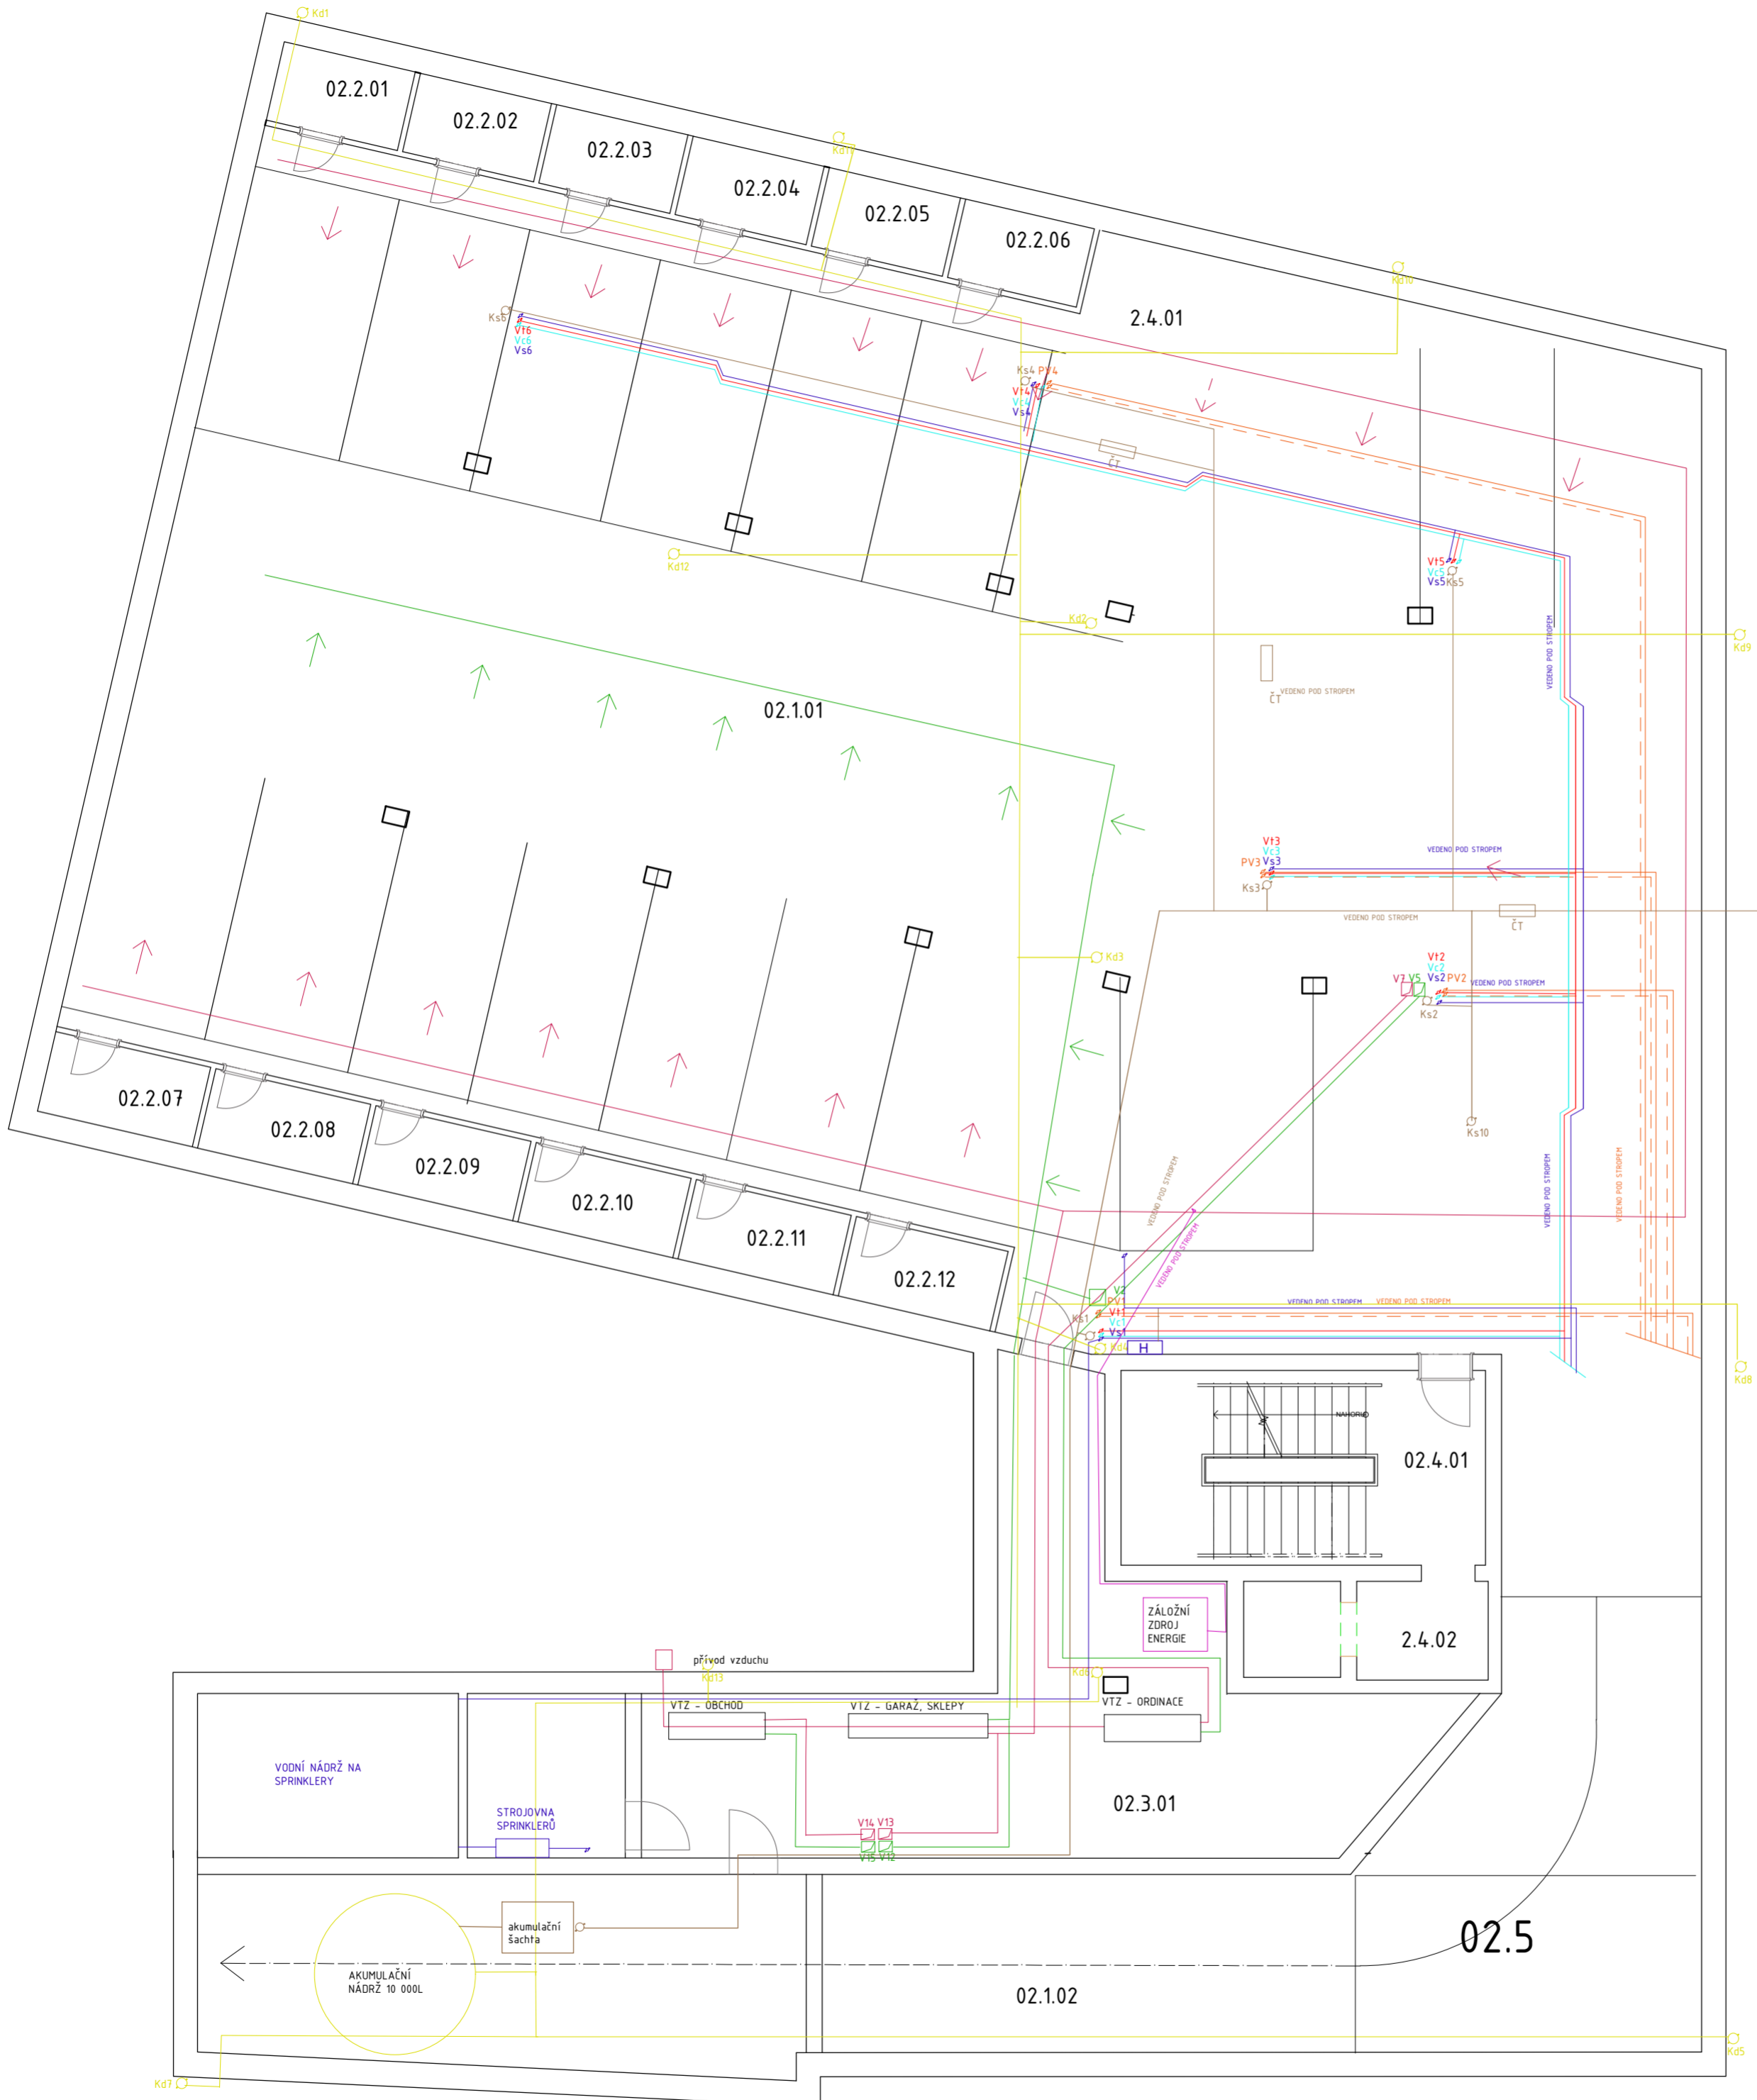 Kd1
02.2.01
02.2.02
02.2.03
02.2.04
02.2.05
02.2.06
Kd10
2.4.01
Ks6
Vt6
Vc6
Vs6
Ks4 PV4
Vt4
Vc4
Vs4
ČT
Kd12
Vt5
Vc5
Vs5 Ks5
Kd2
Kd9
VEDENO POD STROPEM
VEDENO POD STROPEM
ČT
02.1.01
Vt3
Vc3
PV3 Vs3
Ks3
VEDENO POD STROPEM
VEDENO POD STROPEM
ČT
Kd3
Vt2
Vc2
V7 V5 Vs2 PV2
VEDENO POD STROPEM
Ks2
Ks10
02.2.07
02.2.08
02.2.09
02.2.10
02.2.11
02.2.12
VEDENO POD STROPEM
VEDENO POD STROPEM
VEDENO POD STROPEM
VEDENO POD STROPEM
V2
PV1
Vt1
Ks1
Vc1
Vs1
Kd4
H
VEDENO POD STROPEM
VEDENO POD STROPEM
Kd8
NAHORU
02.4.01
ZÁLOŽNÍ
ZDROJ
ENERGIE
2.4.02
přívod vzduchu
Kd13
Kd6
VTZ - OBCHOD
VTZ - GARÁŽ, SKLEPY
VTZ - ORDINACE
VODNÍ NÁDRŽ NA
SPRINKLERY
STROJOVNA
SPRINKLERŮ
V14 V13
V15 V12
02.3.01
akumulační
šachta
AKUMULAČNÍ
NÁDRŽ 10 000L
02.5
02.1.02
Kd5
Kd7